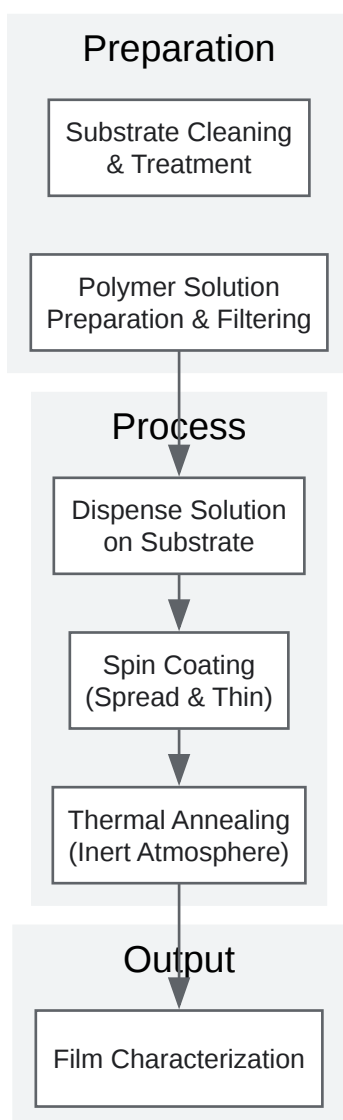 Preparation
Substrate Cleaning
& Treatment
Polymer Solution
Preparation & Filtering
Process
Dispense Solution
on Substrate
Spin Coating
(Spread & Thin)
Thermal Annealing
(Inert Atmosphere)
Output
Film Characterization